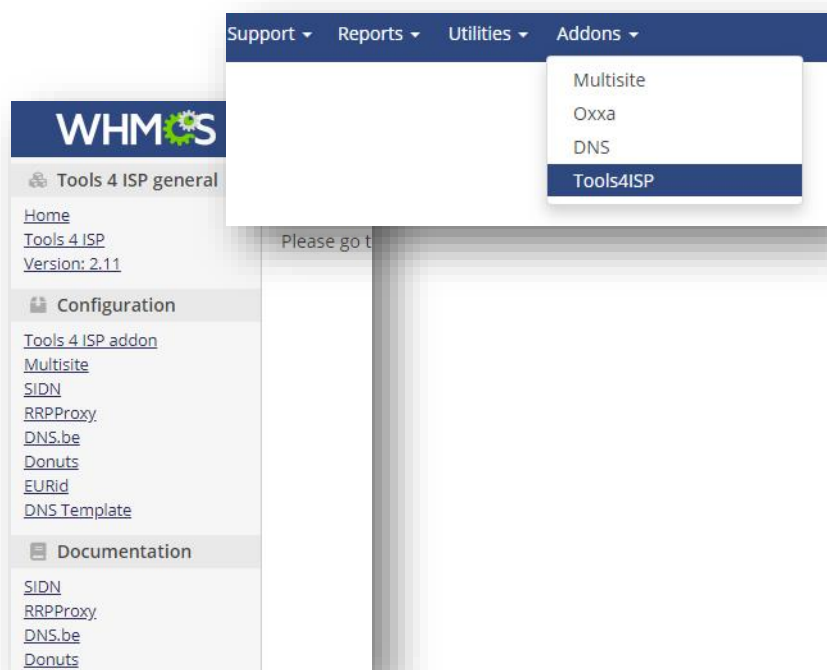 Support Reports Utilities Addons
Multisite
Oxxa
DNS
Tools4ISP
WHMCS
Tools 4 ISP general
Home
Tools 4 ISP
Version: 2.11
Configuration
Tools 4 ISP addon
Multisite
SIDN
RRPProxy
DNS.be
Donuts
EURid
DNS Template
Documentation
SIDN
RRPProxy
DNS.be
Donuts
Please go t